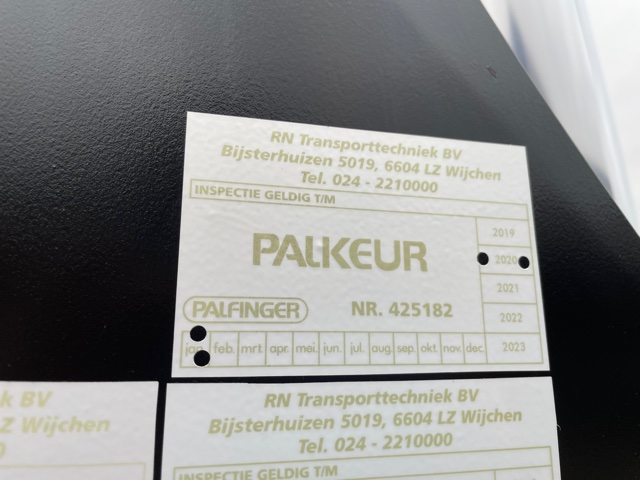 RN Transporttechniek BV
Bijsterhuizen 5019, 6604 LZ Wijchen
Tel. 024 - 2210000
INSPECTIE GELDIG T/M
2019
PALKEUR
2020
2021
PALFINGER NR. 425182
2022
jan. feb. mrt. apr. mei. jun. jul. aug. sep. okt. nov. dec. 2023
k BV
Z Wijchen
0
RN Transporttechniek BV
Bijsterhuizen 5019, 6604 LZ Wijchen
Tel. 024 - 2210000
INSPECTIE GELDIG T/M